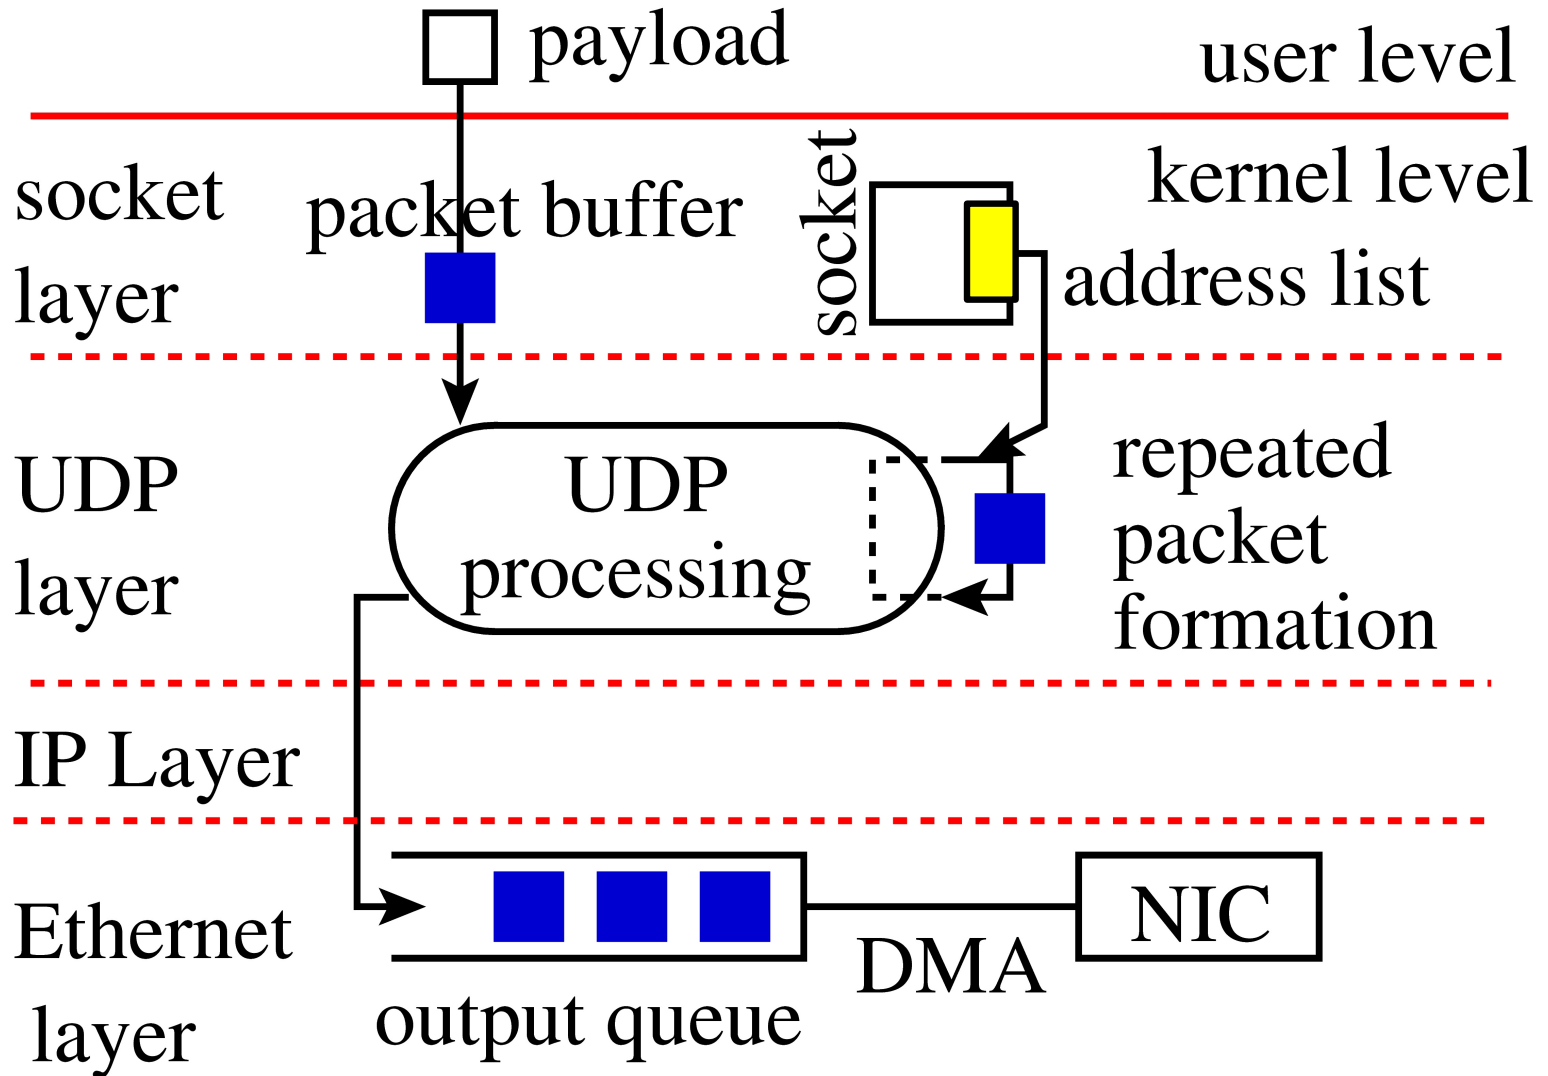 payload
user level
socket
layer
packet buffer
socket
kernel level
address list
UDP
layer
UDP
processing
repeated
packet
formation
IP Layer
Ethernet
layer
output queue
DMA
NIC